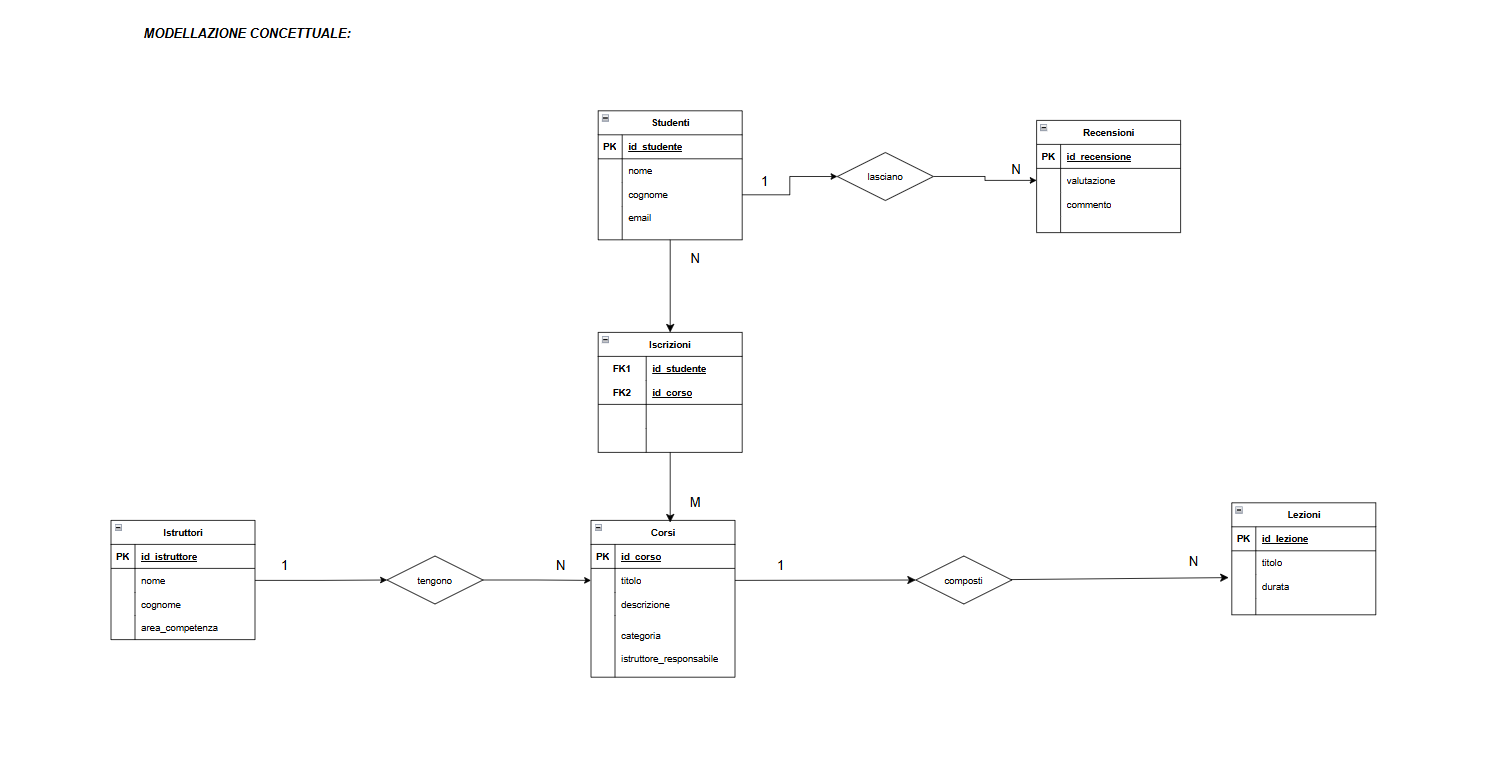 MODELLAZIONE CONCETTUALE:
Studenti
PK id_studente
nome
cognome
email
1
lasciano
N
Recensioni
PK id_recensione
valutazione
commento
N
Iscrizioni
FK1 id_studente
FK2 id_corso
M
Istruttori
PK id_istruttore
nome
cognome
area_competenza
1
tengono
N
Corsi
PK id_corso
titolo
descrizione
categoria
istruttore_responsabile
1
composti
N
Lezioni
PK id_lezione
titolo
durata